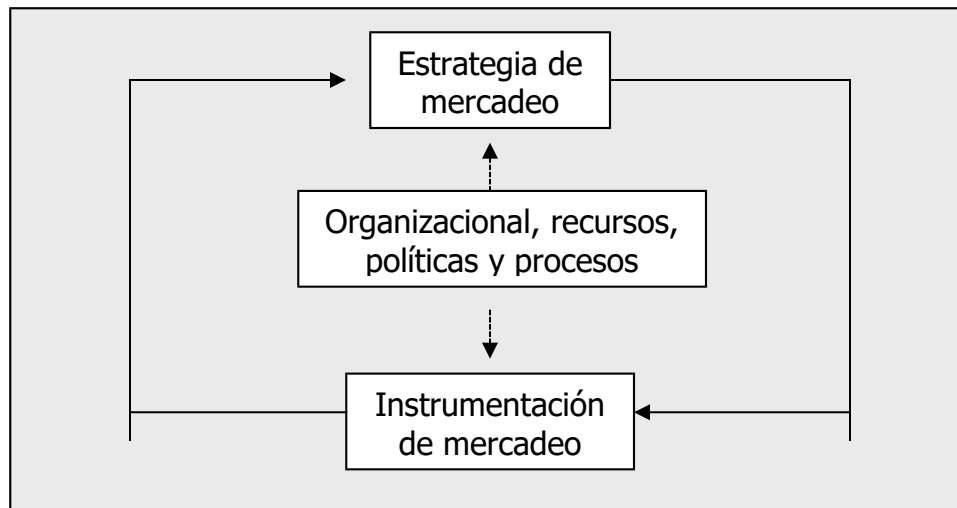 Estrategia de
mercadeo
Organizacional, recursos,
políticas y procesos
Instrumentación
de mercadeo